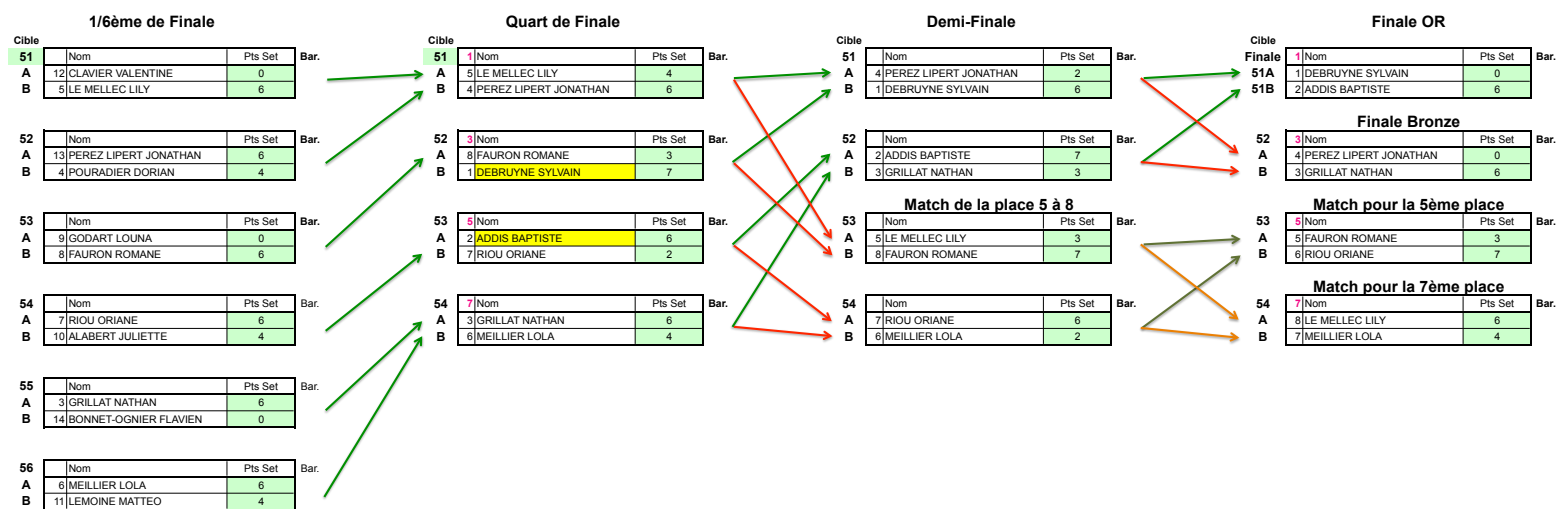 1/6ème de Finale
Cible
51 Nom Pts Set Bar.
A 12 CLAVIER VALENTINE 0
B 5 LE MELLEC LILY 6
52 Nom Pts Set Bar.
A 13 PEREZ LIPERT JONATHAN 6
B 4 POURADIER DORIAN 4
53 Nom Pts Set Bar.
A 9 GODART LOUNA 0
B 8 FAURON ROMANE 6
54 Nom Pts Set Bar.
A 7 RIOU ORIANE 6
B 10 ALABERT JULIETTE 4
55 Nom Pts Set Bar.
A 3 GRILLAT NATHAN 6
B 14 BONNET-OGNIER FLAVIEN 0
56 Nom Pts Set Bar.
A 6 MEILLIER LOLA 6
B 11 LEMOINE MATTEO 4
Quart de Finale
Cible
51 1 Nom Pts Set Bar.
A 5 LE MELLEC LILY 4
B 4 PEREZ LIPERT JONATHAN 6
52 3 Nom Pts Set Bar.
A 8 FAURON ROMANE 3
B 1 DEBRUYNE SYLVAIN 7
53 5 Nom Pts Set Bar.
A 2 ADDIS BAPTISTE 6
B 7 RIOU ORIANE 2
54 7 Nom Pts Set Bar.
A 3 GRILLAT NATHAN 6
B 6 MEILLIER LOLA 4
Demi-Finale
Cible
51 Nom Pts Set Bar.
A 4 PEREZ LIPERT JONATHAN 2
B 1 DEBRUYNE SYLVAIN 6
52 Nom Pts Set Bar.
A 2 ADDIS BAPTISTE 7
B 3 GRILLAT NATHAN 3
Match de la place 5 à 8
53 Nom Pts Set Bar.
A 5 LE MELLEC LILY 3
B 8 FAURON ROMANE 7
54 Nom Pts Set Bar.
A 7 RIOU ORIANE 6
B 6 MEILLIER LOLA 2
Finale OR
Cible
Finale 1 Nom Pts Set Bar.
51A 1 DEBRUYNE SYLVAIN 0
51B 2 ADDIS BAPTISTE 6
Finale Bronze
52 3 Nom Pts Set Bar.
A 4 PEREZ LIPERT JONATHAN 0
B 3 GRILLAT NATHAN 6
Match pour la 5ème place
53 5 Nom Pts Set Bar.
A 5 FAURON ROMANE 3
B 6 RIOU ORIANE 7
Match pour la 7ème place
54 7 Nom Pts Set Bar.
A 8 LE MELLEC LILY 6
B 7 MEILLIER LOLA 4